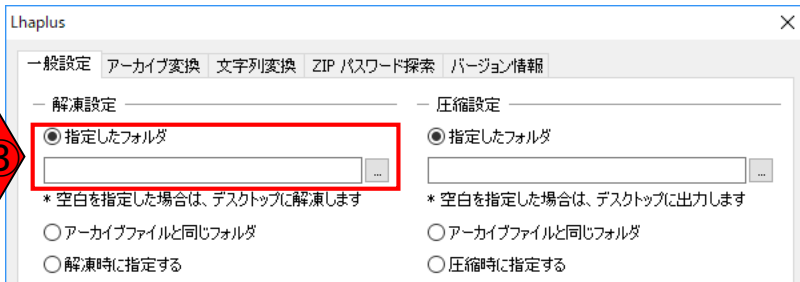 Lhaplus
一般設定 アーカイブ変換 文字列変換 ZIP パスワード探索 バージョン情報
解凍設定
指定したフォルダ
...
* 空白を指定した場合は、デスクトップに解凍します
アーカイブファイルと同じフォルダ
解凍時に指定する
圧縮設定
指定したフォルダ
...
* 空白を指定した場合は、デスクトップに出力します
アーカイブファイルと同じフォルダ
圧縮時に指定する